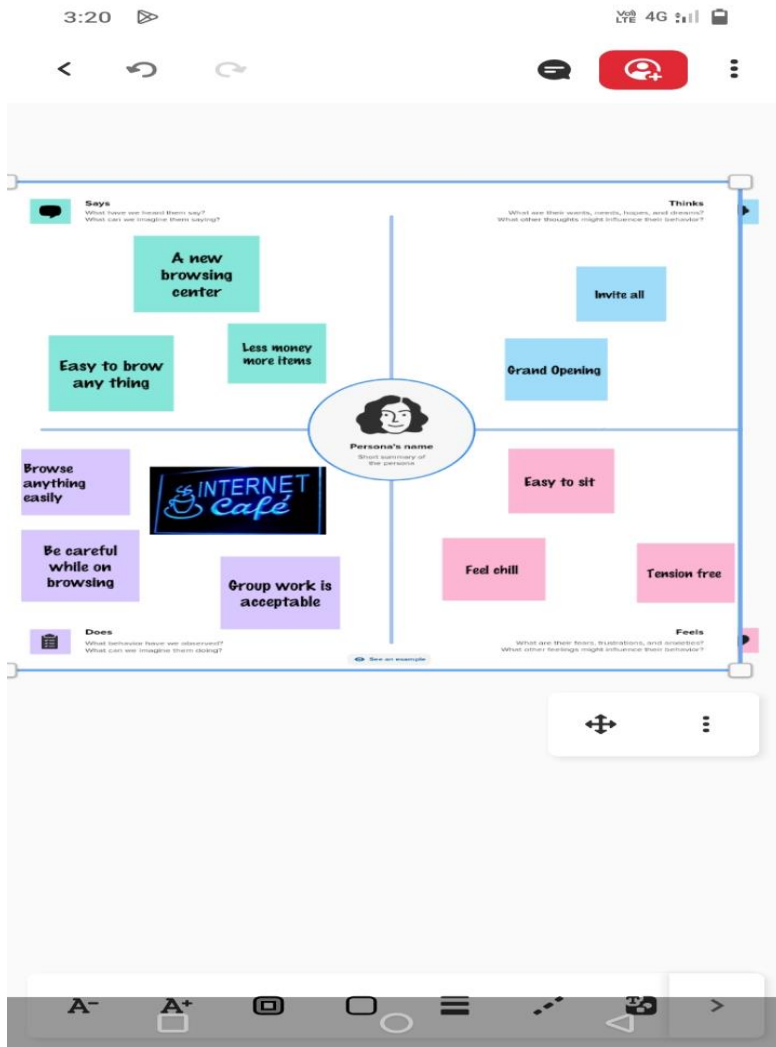 3:20
Vo))
LTE 4G
Says
What have we heard them say?
What can we imagine them saying?
Thinks
What are their wants, needs, hopes, and dreams?
What other thoughts might influence their behavior?
A new
browsing
center
Invite all
Less money
more items
Easy to brow
any thing
Grand Opening
Persona's name
Short summary of
the persona
Browse
anything
easily
INTERNET
Café
Easy to sit
Be careful
while on
browsing
Group work is
acceptable
Feel chill
Tension free
Does
What behavior have we observed?
What can we imagine them doing?
Feels
What are their fears, frustrations, and anxieties?
What other feelings might influence their behavior?
See an example
A-
A+
T